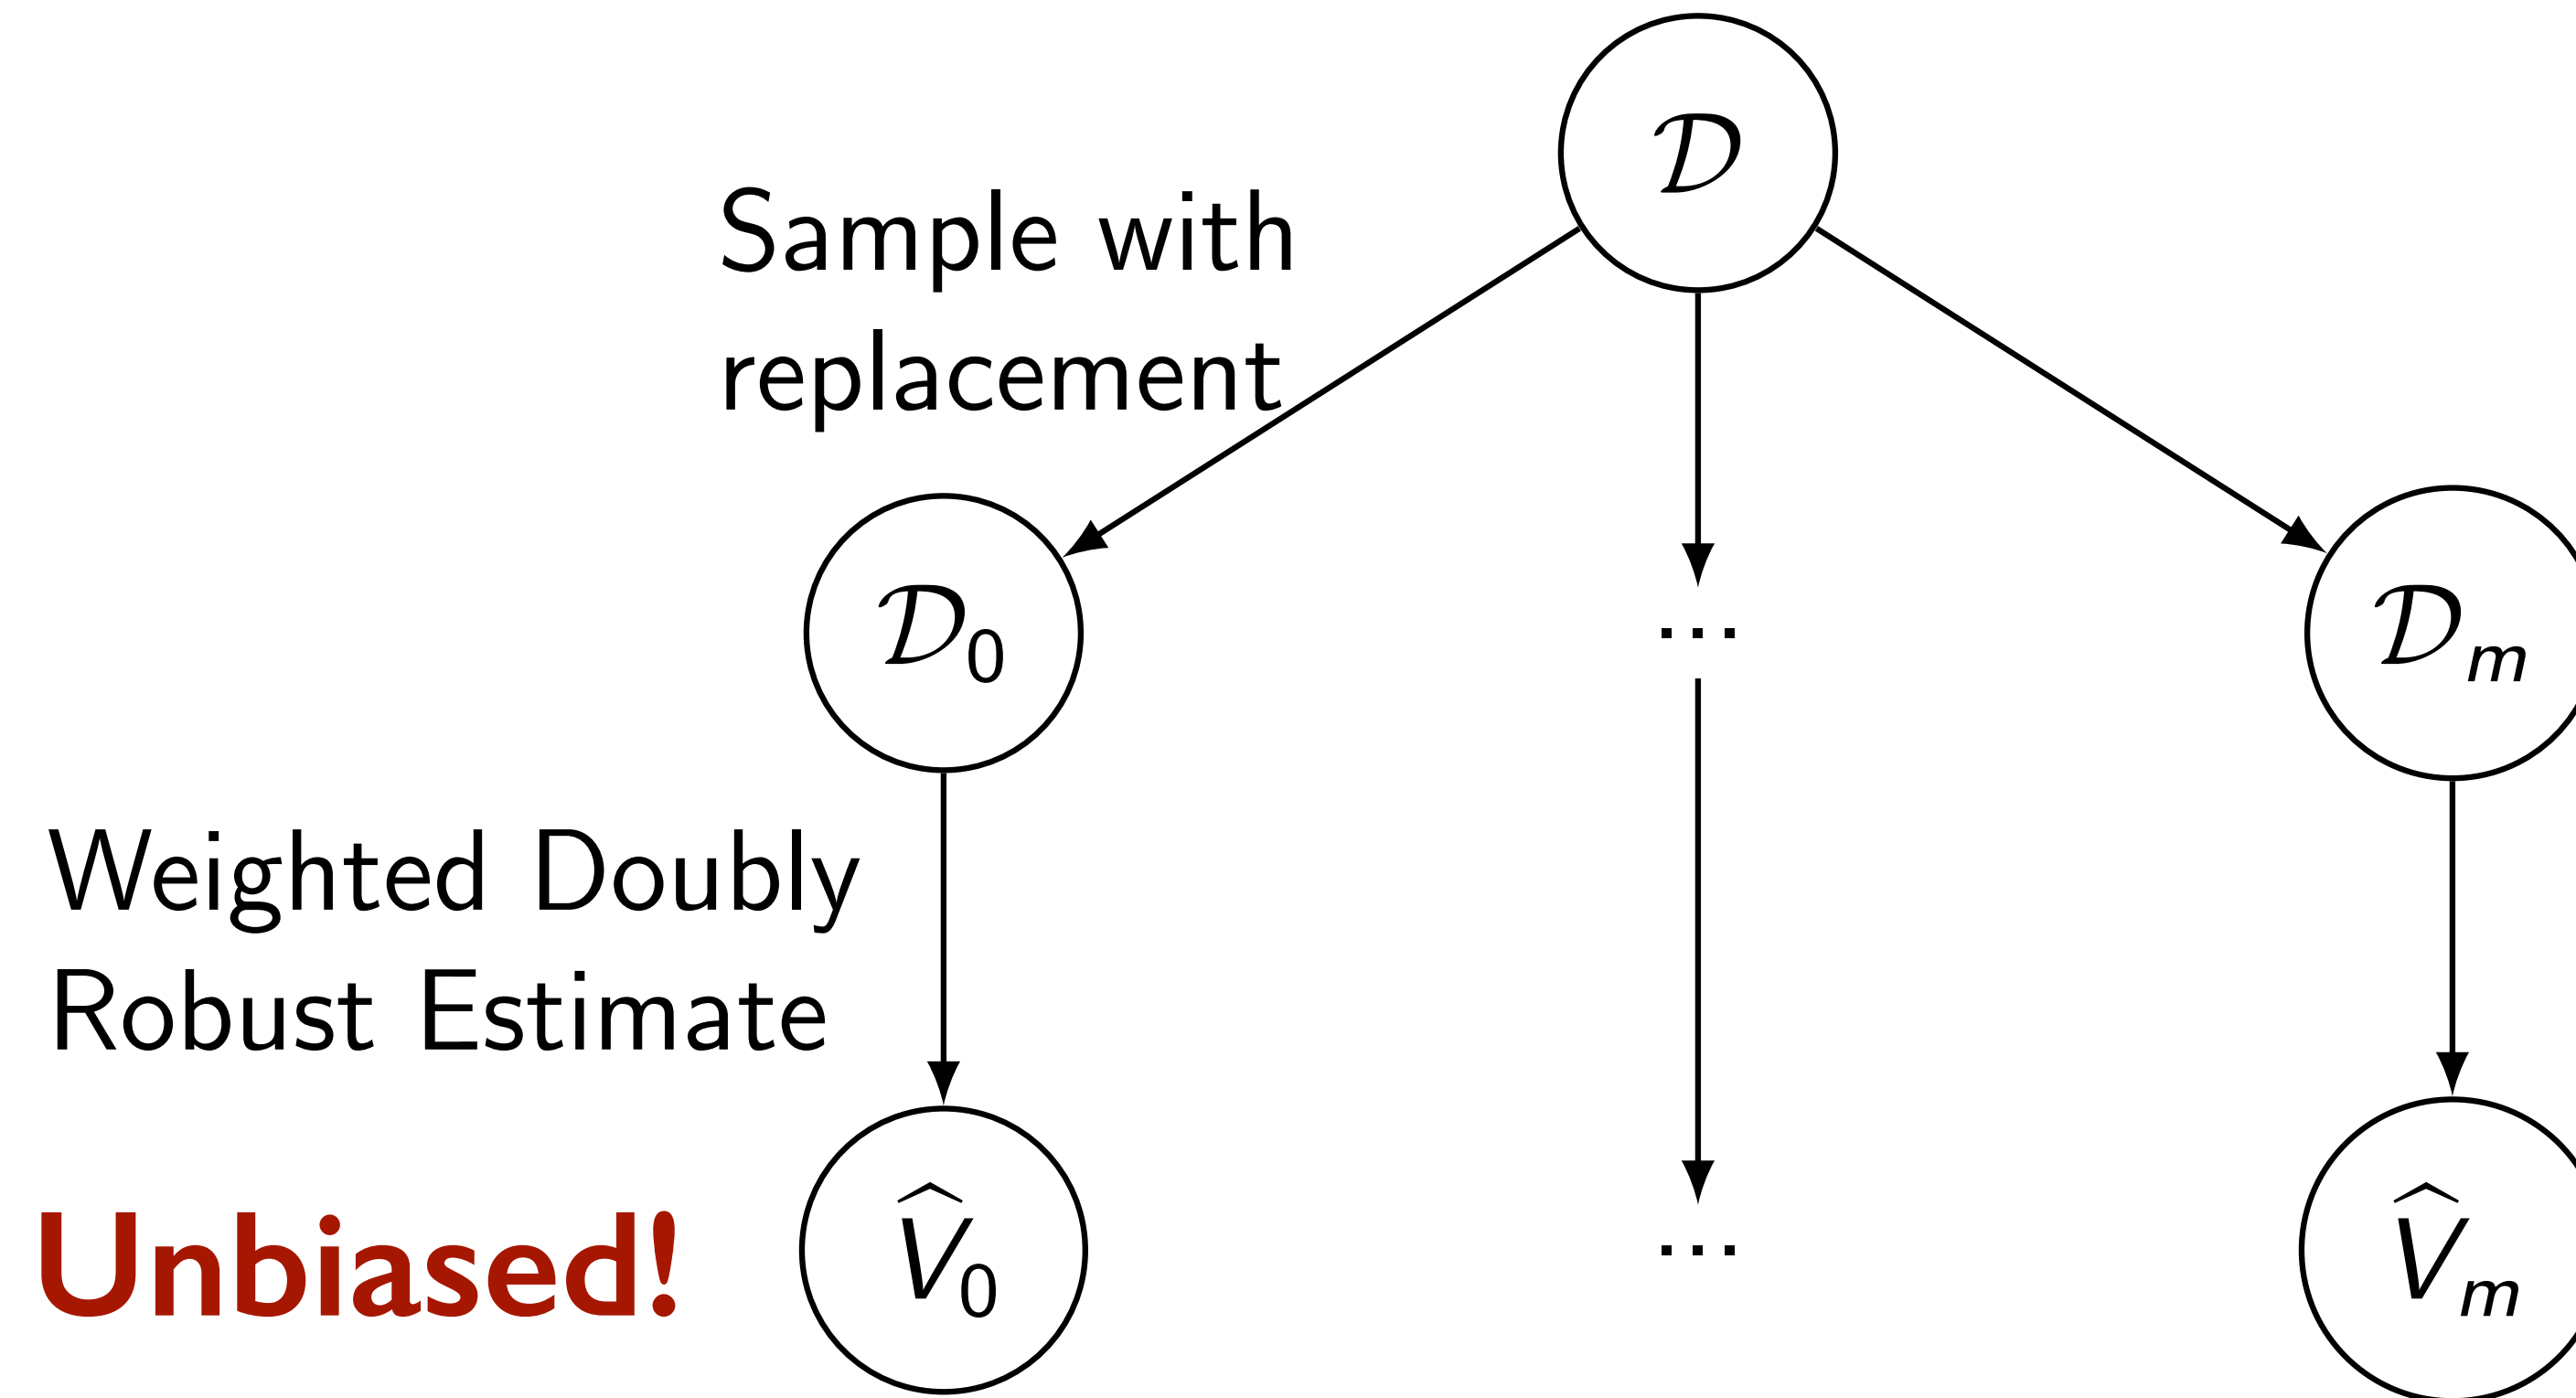 𝒟
Sample with
replacement
𝒟₀
...
𝒟ₘ
Weighted Doubly
Robust Estimate
Unbiased!
V̂₀
...
V̂ₘ